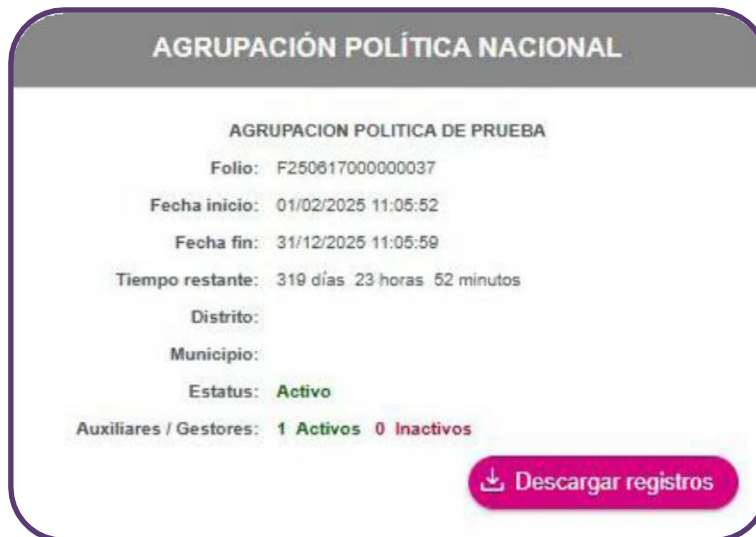 AGRUPACIÓN POLÍTICA NACIONAL
AGRUPACION POLITICA DE PRUEBA
Folio: F250617000000037
Fecha inicio: 01/02/2025 11:05:52
Fecha fin: 31/12/2025 11:05:59
Tiempo restante: 319 días 23 horas 52 minutos
Distrito:
Municipio:
Estatus: Activo
Auxiliares / Gestores: 1 Activos 0 Inactivos
Descargar registros